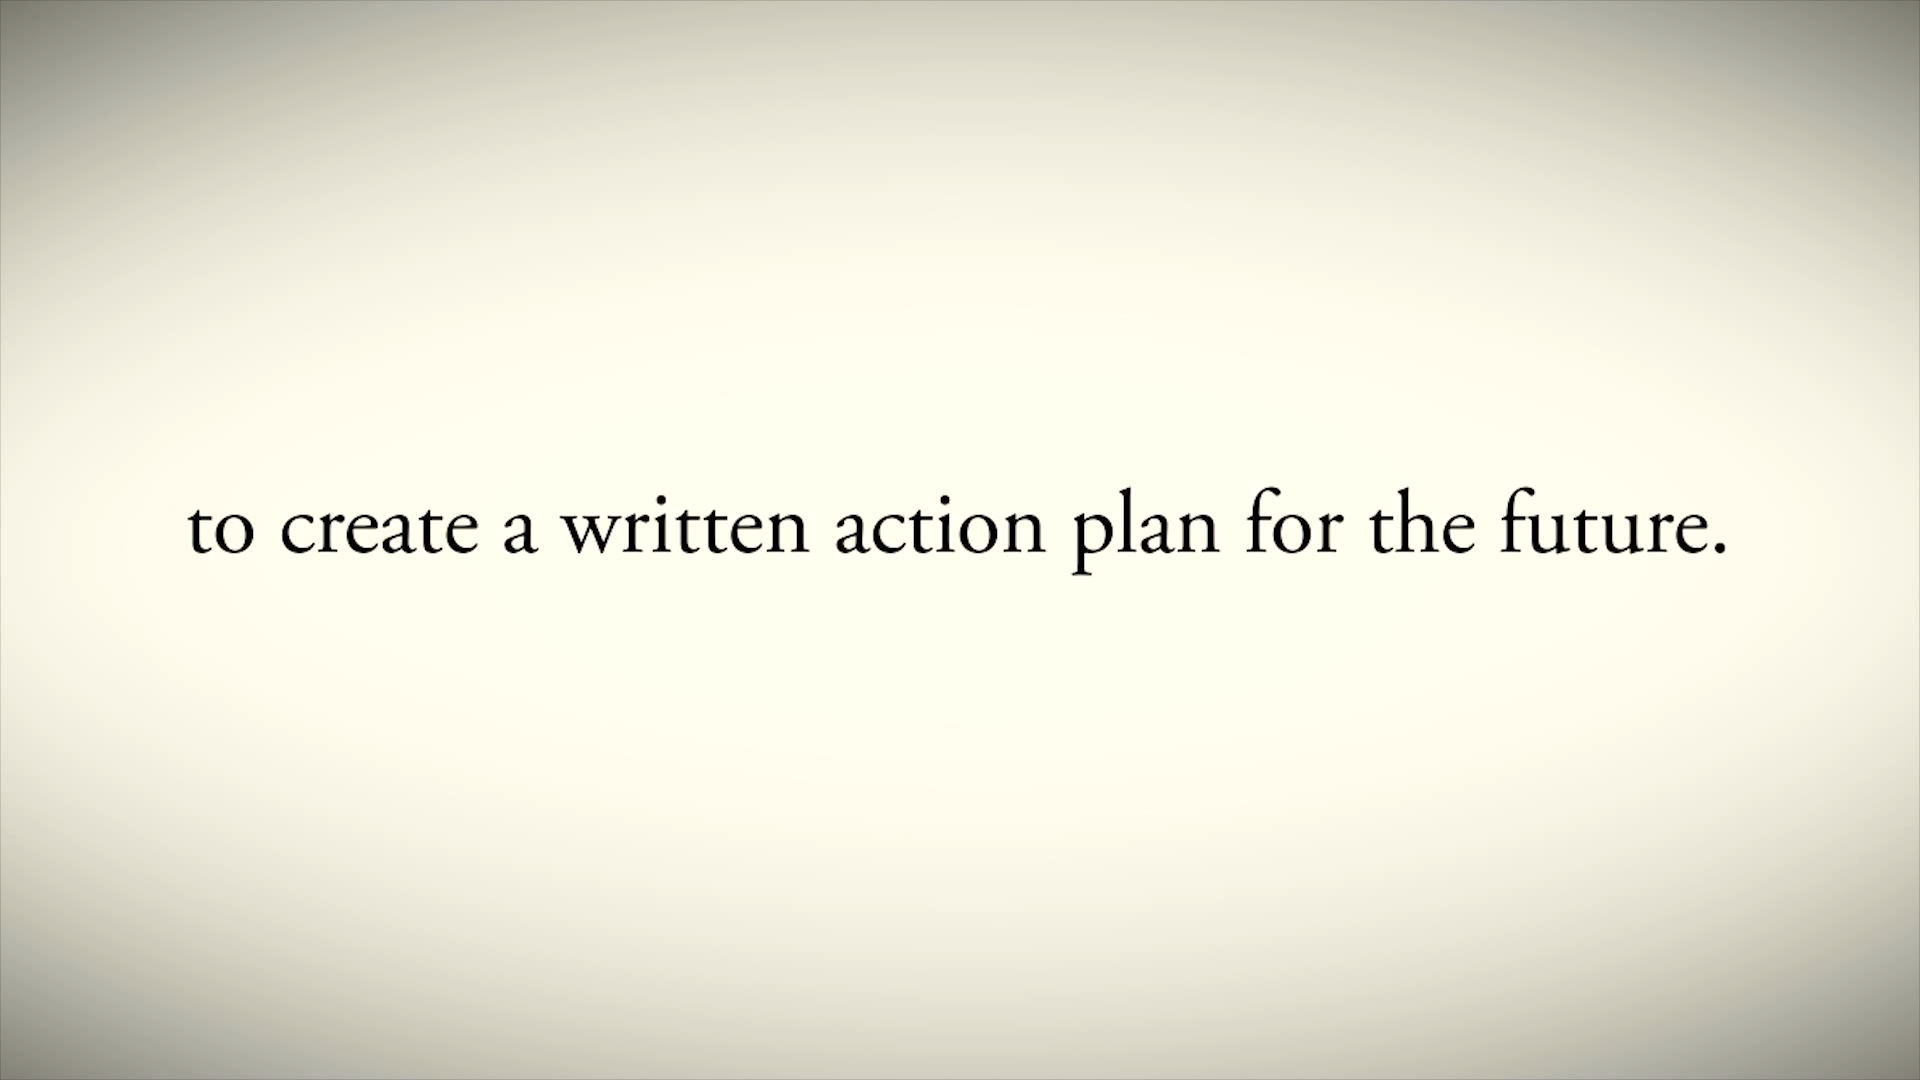 to create a written action plan for the future.